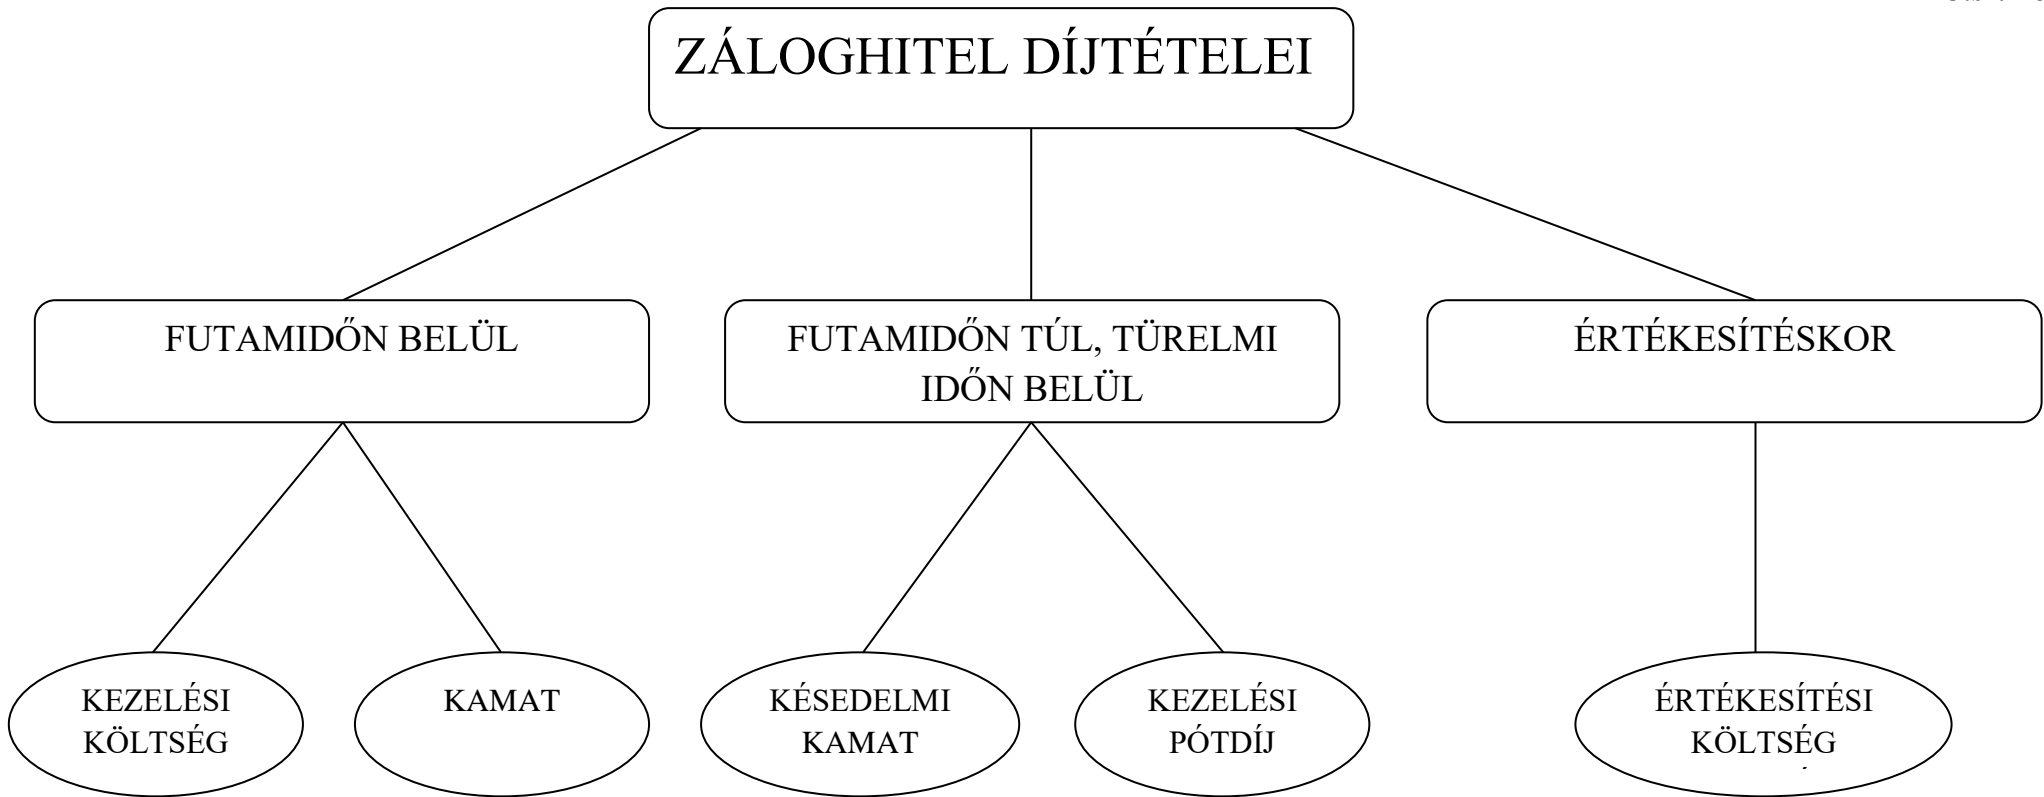 ZÁLOGHITEL DÍJTÉTELEI
FUTAMIDŐN BELÜL
FUTAMIDŐN TÚL, TÜRELMI
IDŐN BELÜL
ÉRTÉKESÍTÉSKOR
KEZELÉSI
KÖLTSÉG
KAMAT
KÉSEDELMI
KAMAT
KEZELÉSI
PÓTDÍJ
ÉRTÉKESÍTÉSI
KÖLTSÉG